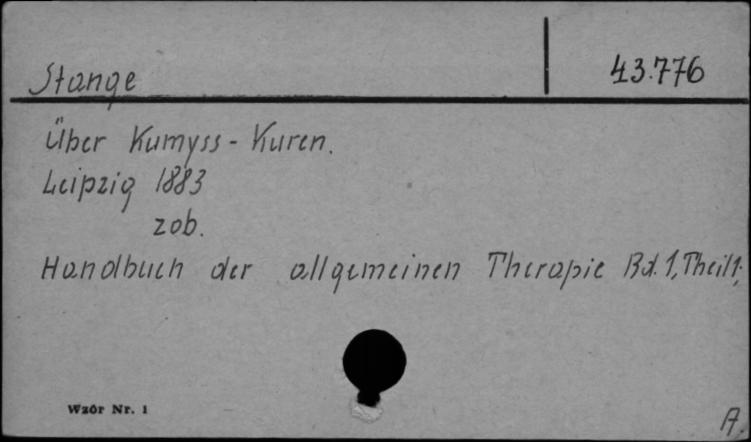 Stange 43.776
Über Kumyss-Kuren.
Leipzig 1883
zob.
Handbuch der allgemeinen Therapie Bd. 1, Theil 1;
Wzór Nr. 1
A.